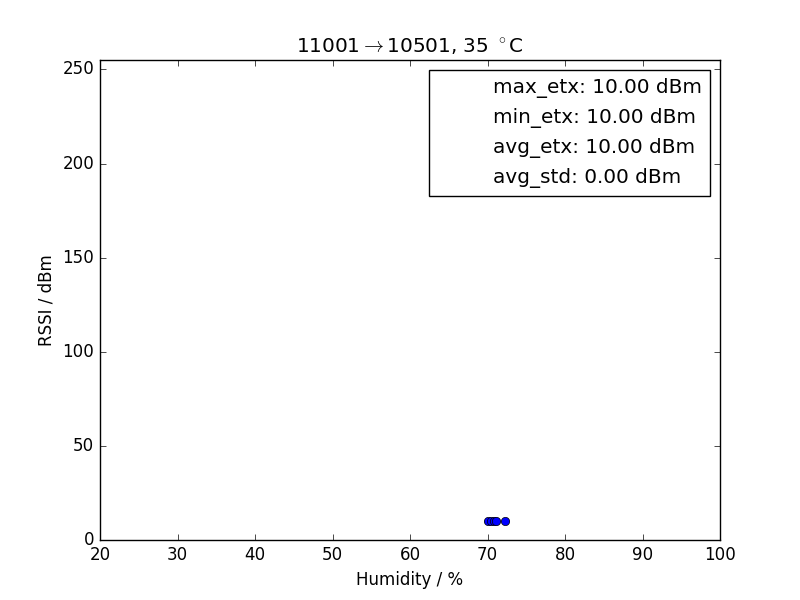 11001→10501, 35 °C
max_etx: 10.00 dBm
min_etx: 10.00 dBm
avg_etx: 10.00 dBm
avg_std: 0.00 dBm
RSSI / dBm
250
200
150
100
50
0
20 30 40 50 60 70 80 90 100
Humidity / %